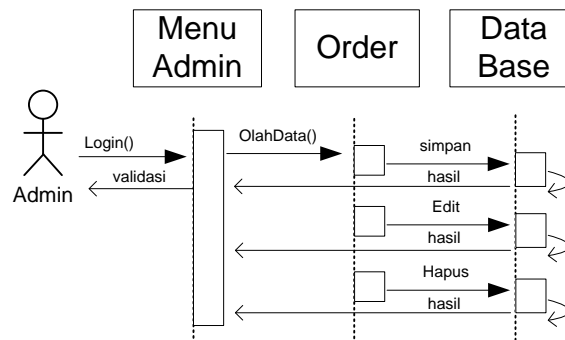 Menu
Admin
Order
Data
Base
Login()
OlahData()
simpan
validasi
hasil
Admin
Edit
hasil
Hapus
hasil